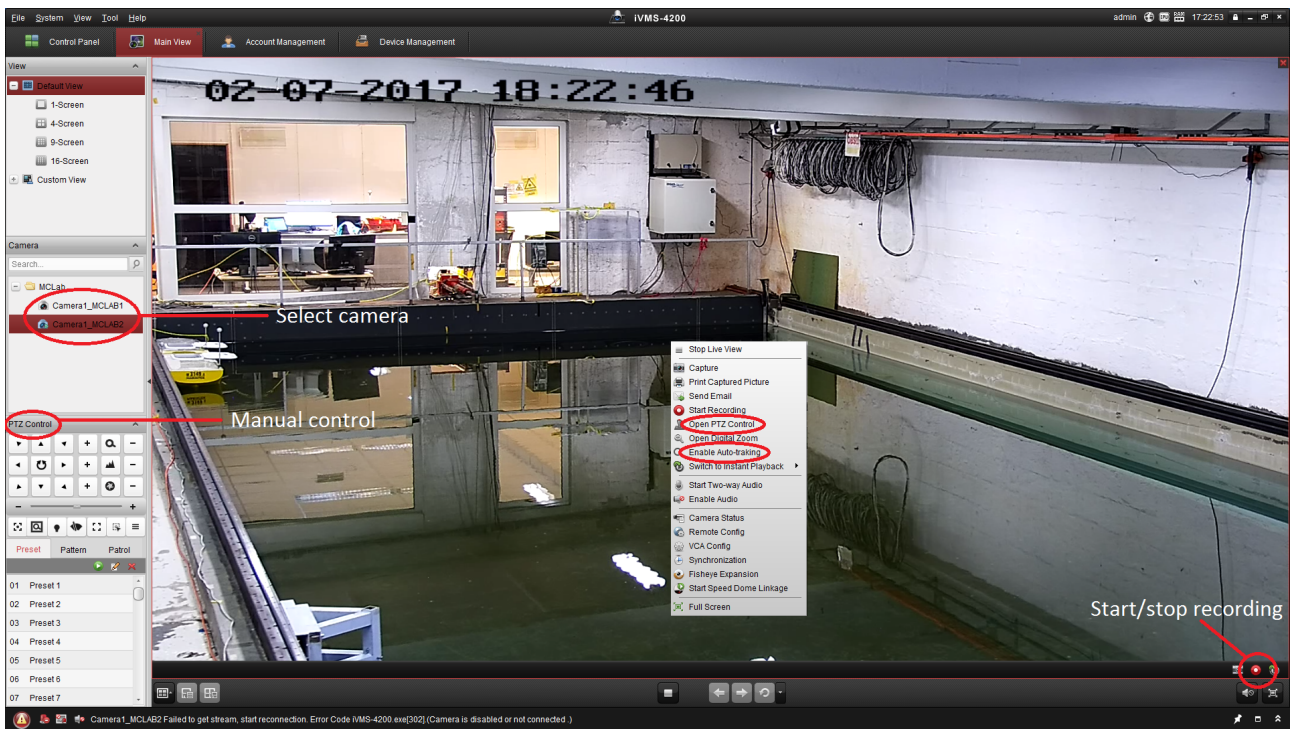 File System View Tool Help iVMS-4200 admin 17:22:53
Control Panel Main View Account Management Device Management
View
Default View
1-Screen
4-Screen
9-Screen
16-Screen
Custom View
02-07-2017 18:22:46
Camera
Search...
MCLab
Camera1_MCLAB1
Camera1_MCLAB2
Select camera
PTZ Control
Manual control
Preset Pattern Patrol
01 Preset 1
02 Preset 2
03 Preset 3
04 Preset 4
05 Preset 5
06 Preset 6
07 Preset 7
Stop Live View
Capture
Print Captured Picture
Send Email
Start Recording
Open PTZ Control
Open Digital Zoom
Enable Auto-traking
Switch to Instant Playback
Start Two-way Audio
Enable Audio
Camera Status
Remote Config
VCA Config
Synchronization
Fisheye Expansion
Start Speed Dome Linkage
Full Screen
Start/stop recording
Camera1_MCLAB2 Failed to get stream, start reconnection. Error Code iVMS-4200.exe[302].(Camera is disabled or not connected .)